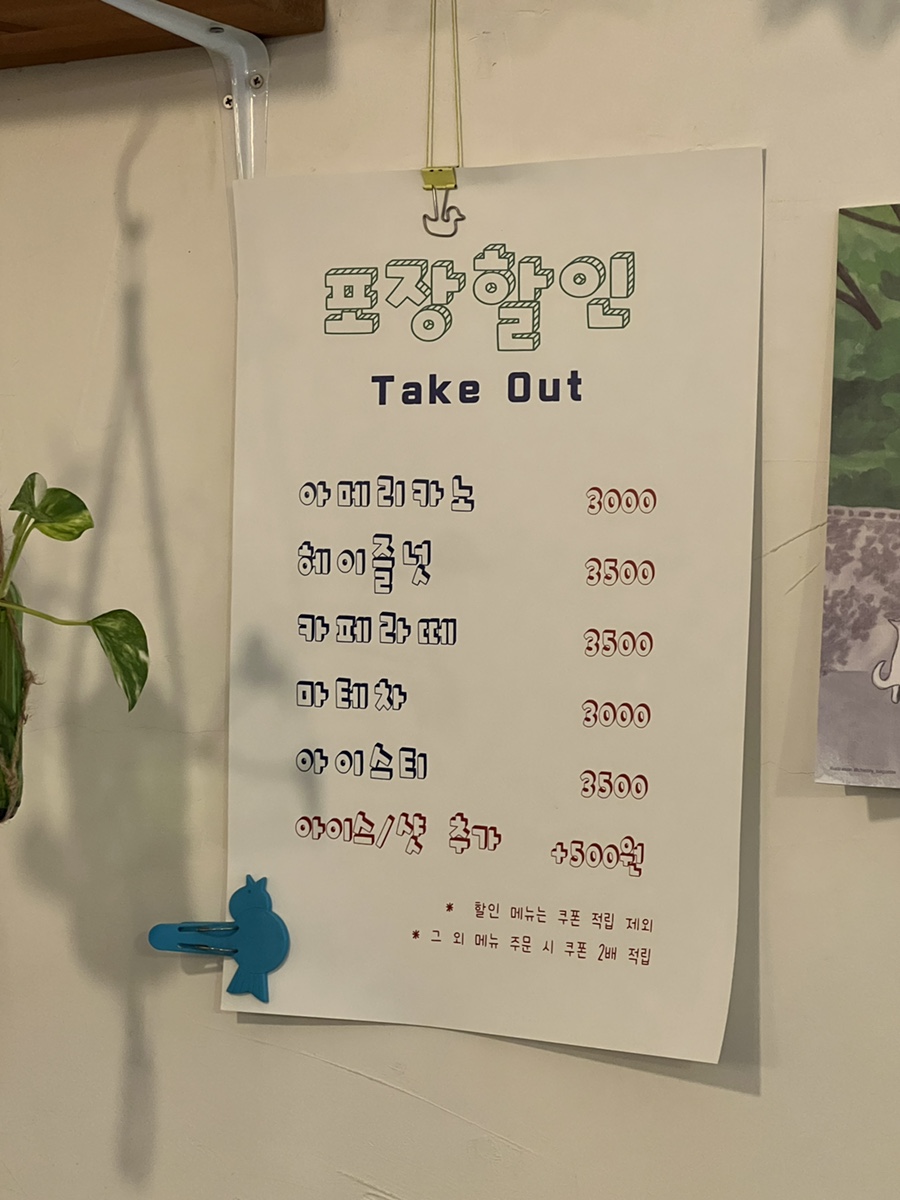 포장할인
Take Out
아메리카노 3000
헤이즐넛 3500
카페라떼 3500
마테차 3000
아이스티 3500
아이스/샷 추가 +500원
* 할인 메뉴는 쿠폰 적립 제외
* 그 외 메뉴 주문 시 쿠폰 2배 적립